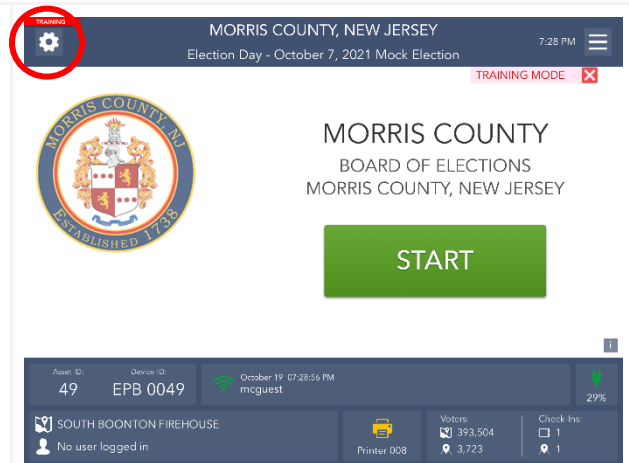 TRAINING
MORRIS COUNTY, NEW JERSEY
Election Day - October 7, 2021 Mock Election
7:28 PM
TRAINING MODE
MORRIS COUNTY, NJ
ESTABLISHED 1738
MORRIS COUNTY
BOARD OF ELECTIONS
MORRIS COUNTY, NEW JERSEY
START
i
Asset ID:
49
Device ID:
EPB 0049
October 19 07:28:56 PM
mcguest
29%
SOUTH BOONTON FIREHOUSE
No user logged in
Printer 008
Voters:
393,504
3,723
Check-Ins:
1
1